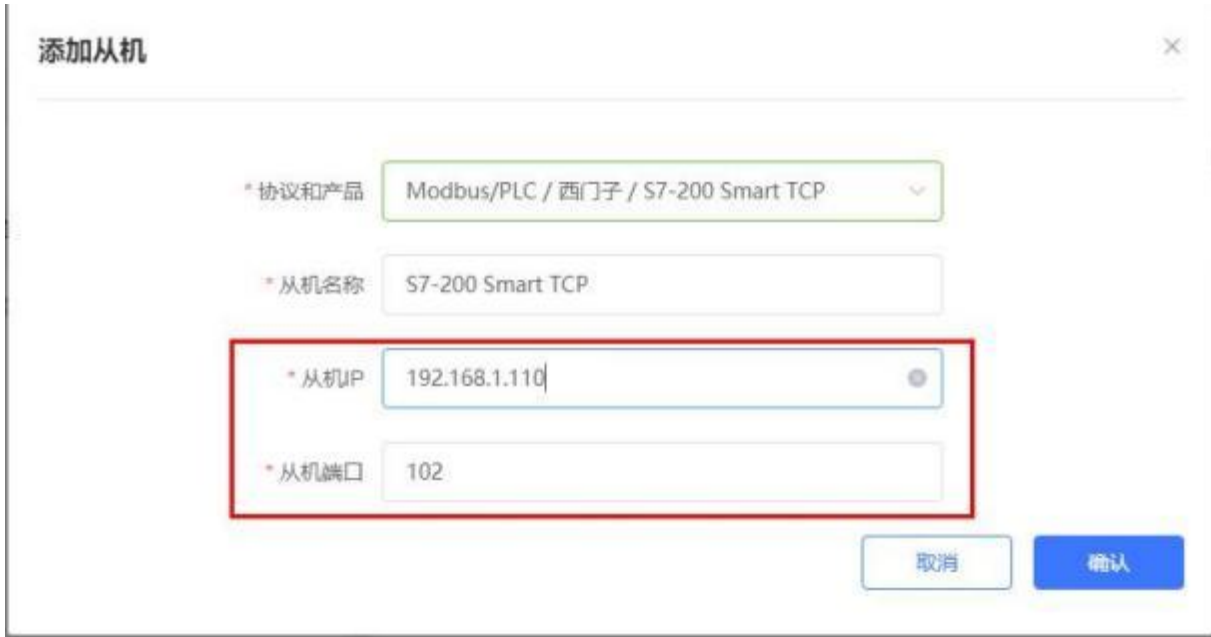 添加从机
* 协议和产品 Modbus/PLC / 西门子 / S7-200 Smart TCP
* 从机名称 S7-200 Smart TCP
* 从机IP 192.168.1.110
* 从机端口 102
取消 确认